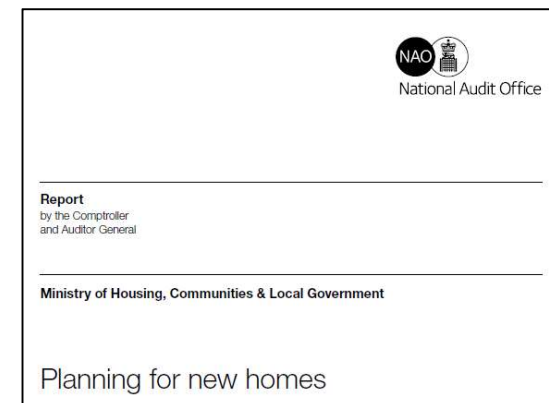 NAO
National Audit Office
Report
by the Comptroller
and Auditor General
Ministry of Housing, Communities & Local Government
Planning for new homes